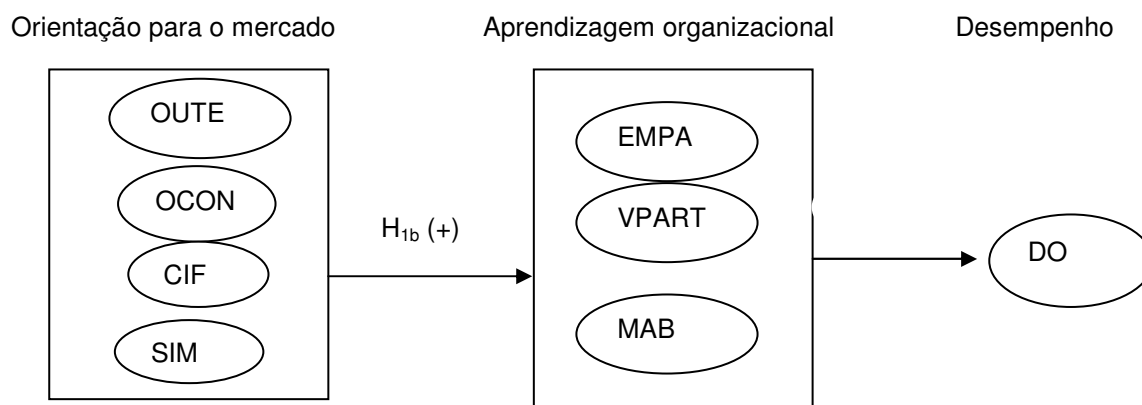 Orientação para o mercado
Aprendizagem organizacional
Desempenho
OUTE
OCON
CIF
SIM
H1b (+)
EMPA
VPART
MAB
DO